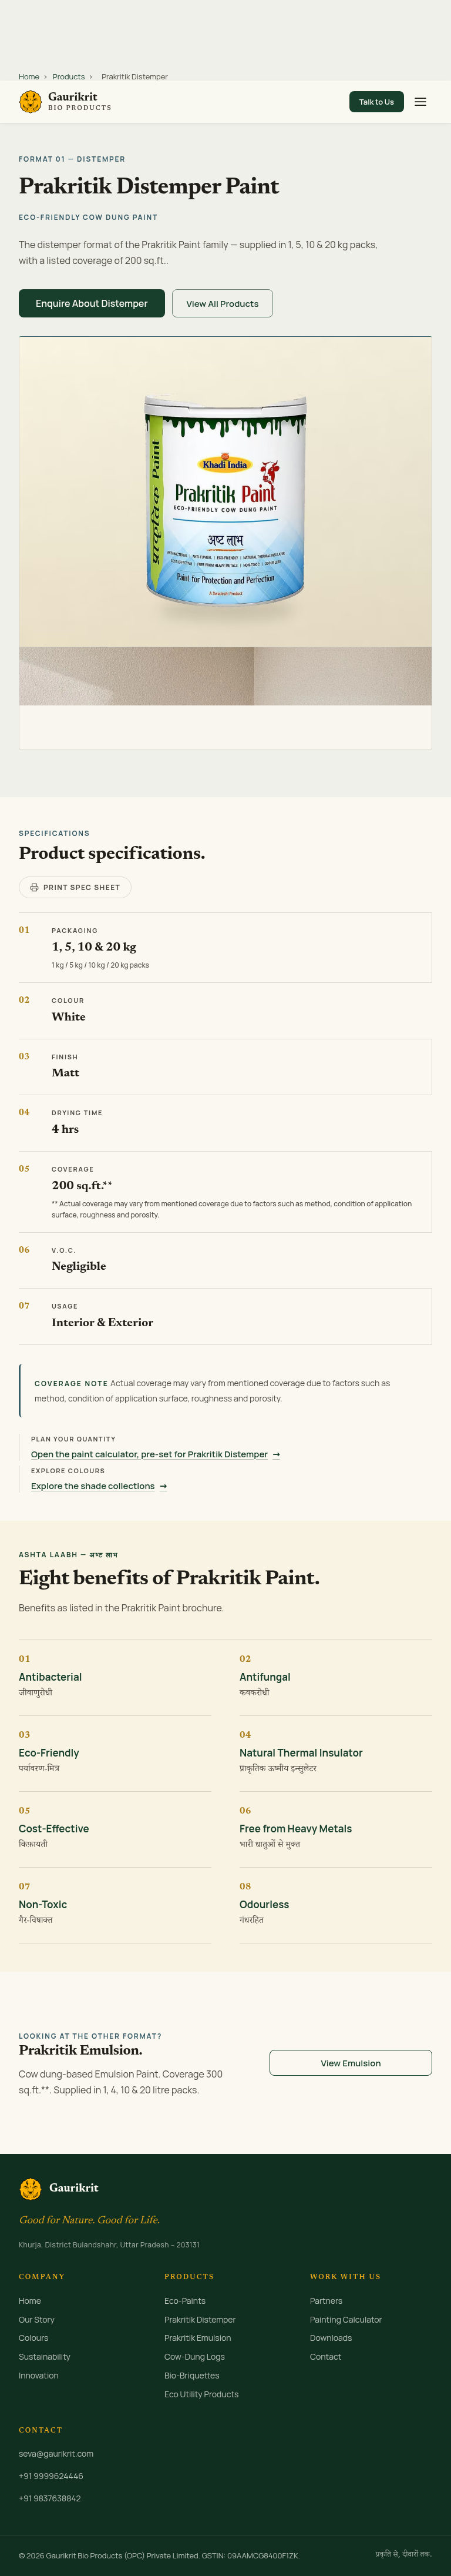 Home › Products › Prakritik Distemper
Gaurikrit
BIO PRODUCTS
Talk to Us
FORMAT 01 — DISTEMPER
Prakritik Distemper Paint
ECO-FRIENDLY COW DUNG PAINT
The distemper format of the Prakritik Paint family — supplied in 1, 5, 10 & 20 kg packs,
with a listed coverage of 200 sq.ft..
Enquire About Distemper
View All Products
Khadi India
Prakritik Paint
ECO-FRIENDLY COW DUNG PAINT
अष्ट लाभ
Paint for Protection and Perfection
SPECIFICATIONS
Product specifications.
PRINT SPEC SHEET
01
PACKAGING
1, 5, 10 & 20 kg
1 kg / 5 kg / 10 kg / 20 kg packs
02
COLOUR
White
03
FINISH
Matt
04
DRYING TIME
4 hrs
05
COVERAGE
200 sq.ft.**
** Actual coverage may vary from mentioned coverage due to factors such as method, condition of application
surface, roughness and porosity.
06
V.O.C.
Negligible
07
USAGE
Interior & Exterior
COVERAGE NOTE Actual coverage may vary from mentioned coverage due to factors such as
method, condition of application surface, roughness and porosity.
PLAN YOUR QUANTITY
Open the paint calculator, pre-set for Prakritik Distemper →
EXPLORE COLOURS
Explore the shade collections →
ASHTA LAABH — अष्ट लाभ
Eight benefits of Prakritik Paint.
Benefits as listed in the Prakritik Paint brochure.
01
Antibacterial
जीवाणुरोधी
02
Antifungal
कवकरोधी
03
Eco-Friendly
पर्यावरण-मित्र
04
Natural Thermal Insulator
प्राकृतिक ऊष्मीय इन्सुलेटर
05
Cost-Effective
किफ़ायती
06
Free from Heavy Metals
भारी धातुओं से मुक्त
07
Non-Toxic
गैर-विषाक्त
08
Odourless
गंधरहित
LOOKING AT THE OTHER FORMAT?
Prakritik Emulsion.
Cow dung-based Emulsion Paint. Coverage 300
sq.ft.**. Supplied in 1, 4, 10 & 20 litre packs.
View Emulsion
Gaurikrit
Good for Nature. Good for Life.
Khurja, District Bulandshahr, Uttar Pradesh – 203131
COMPANY
Home
Our Story
Colours
Sustainability
Innovation
PRODUCTS
Eco-Paints
Prakritik Distemper
Prakritik Emulsion
Cow-Dung Logs
Bio-Briquettes
Eco Utility Products
WORK WITH US
Partners
Painting Calculator
Downloads
Contact
CONTACT
seva@gaurikrit.com
+91 9999624446
+91 9837638842
© 2026 Gaurikrit Bio Products (OPC) Private Limited. GSTIN: 09AAMCG8400F1ZK.
प्रकृति से, दीवारों तक.